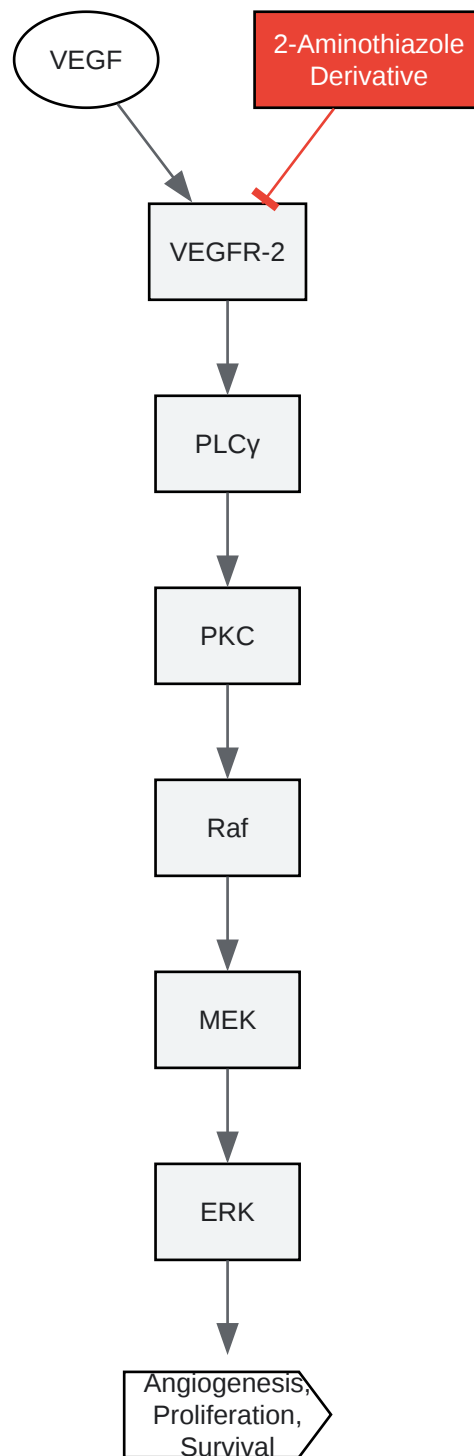 VEGF
2-Aminothiazole
Derivative
VEGFR-2
PLCγ
PKC
Raf
MEK
ERK
Angiogenesis,
Proliferation,
Survival